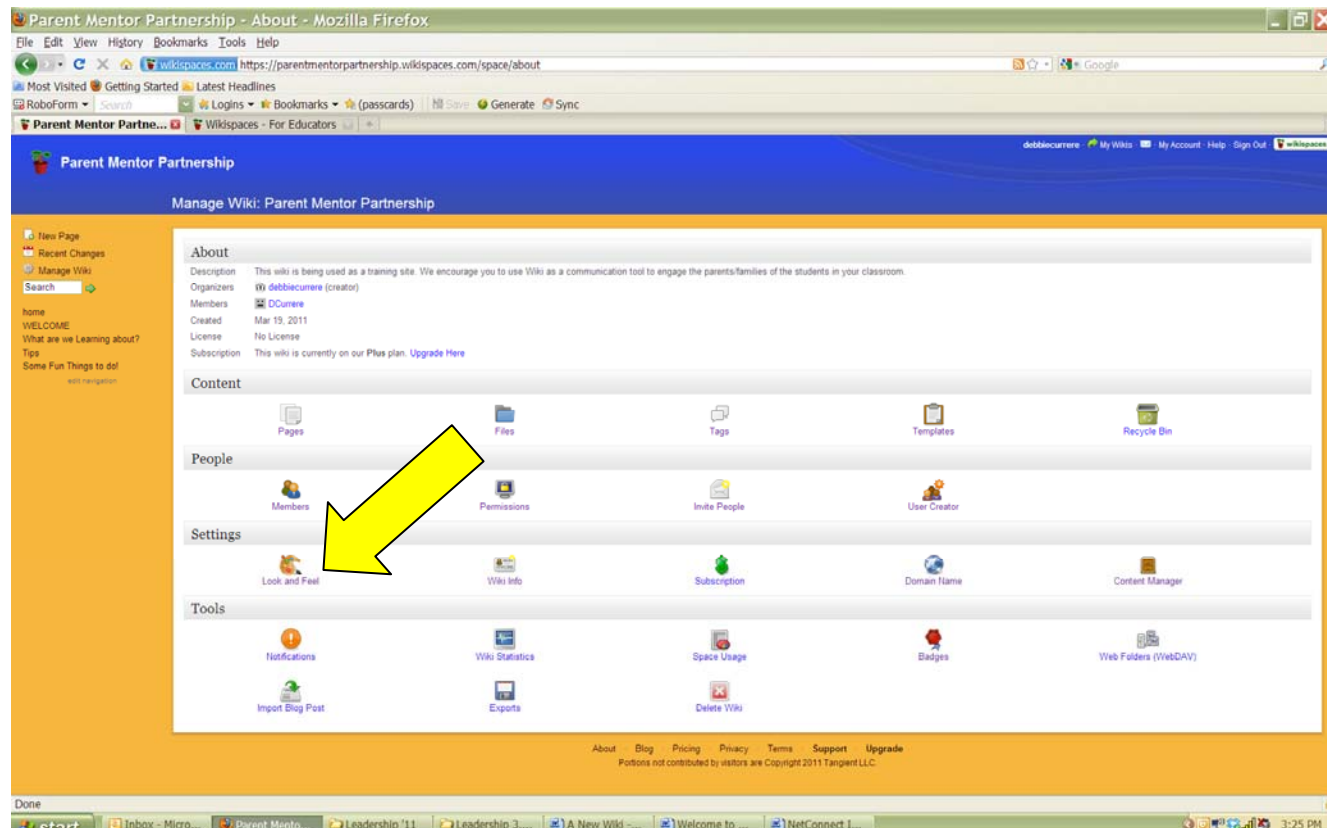 Parent Mentor Partnership - About - Mozilla Firefox
File Edit View History Bookmarks Tools Help
wikispaces.com https://parentmentorpartnership.wikispaces.com/space/about Google
Most Visited Getting Started Latest Headlines
RoboForm Search Logins Bookmarks (passcards) Save Generate Sync
Parent Mentor Partne... Wikispaces - For Educators
debbiecurrere My Wikis My Account Help Sign Out wikispaces
Parent Mentor Partnership
Manage Wiki: Parent Mentor Partnership
New Page
Recent Changes
Manage Wiki
Search
home
WELCOME
What are we Learning about?
Tips
Some Fun Things to do!
edit navigation
About
Description This wiki is being used as a training site. We encourage you to use Wiki as a communication tool to engage the parents/families of the students in your classroom.
Organizers debbiecurrere (creator)
Members DCurrere
Created Mar 19, 2011
License No License
Subscription This wiki is currently on our Plus plan. Upgrade Here
Content
Pages Files Tags Templates Recycle Bin
People
Members Permissions Invite People User Creator
Settings
Look and Feel Wiki Info Subscription Domain Name Content Manager
Tools
Notifications Wiki Statistics Space Usage Badges Web Folders (WebDAV)
Import Blog Post Exports Delete Wiki
About Blog Pricing Privacy Terms Support Upgrade
Portions not contributed by visitors are Copyright 2011 Tangient LLC.
Done
start Inbox - Micro... Parent Mento... Leadership '11 Leadership 3... A New Wiki -... Welcome to ... NetConnect 1... 3:25 PM